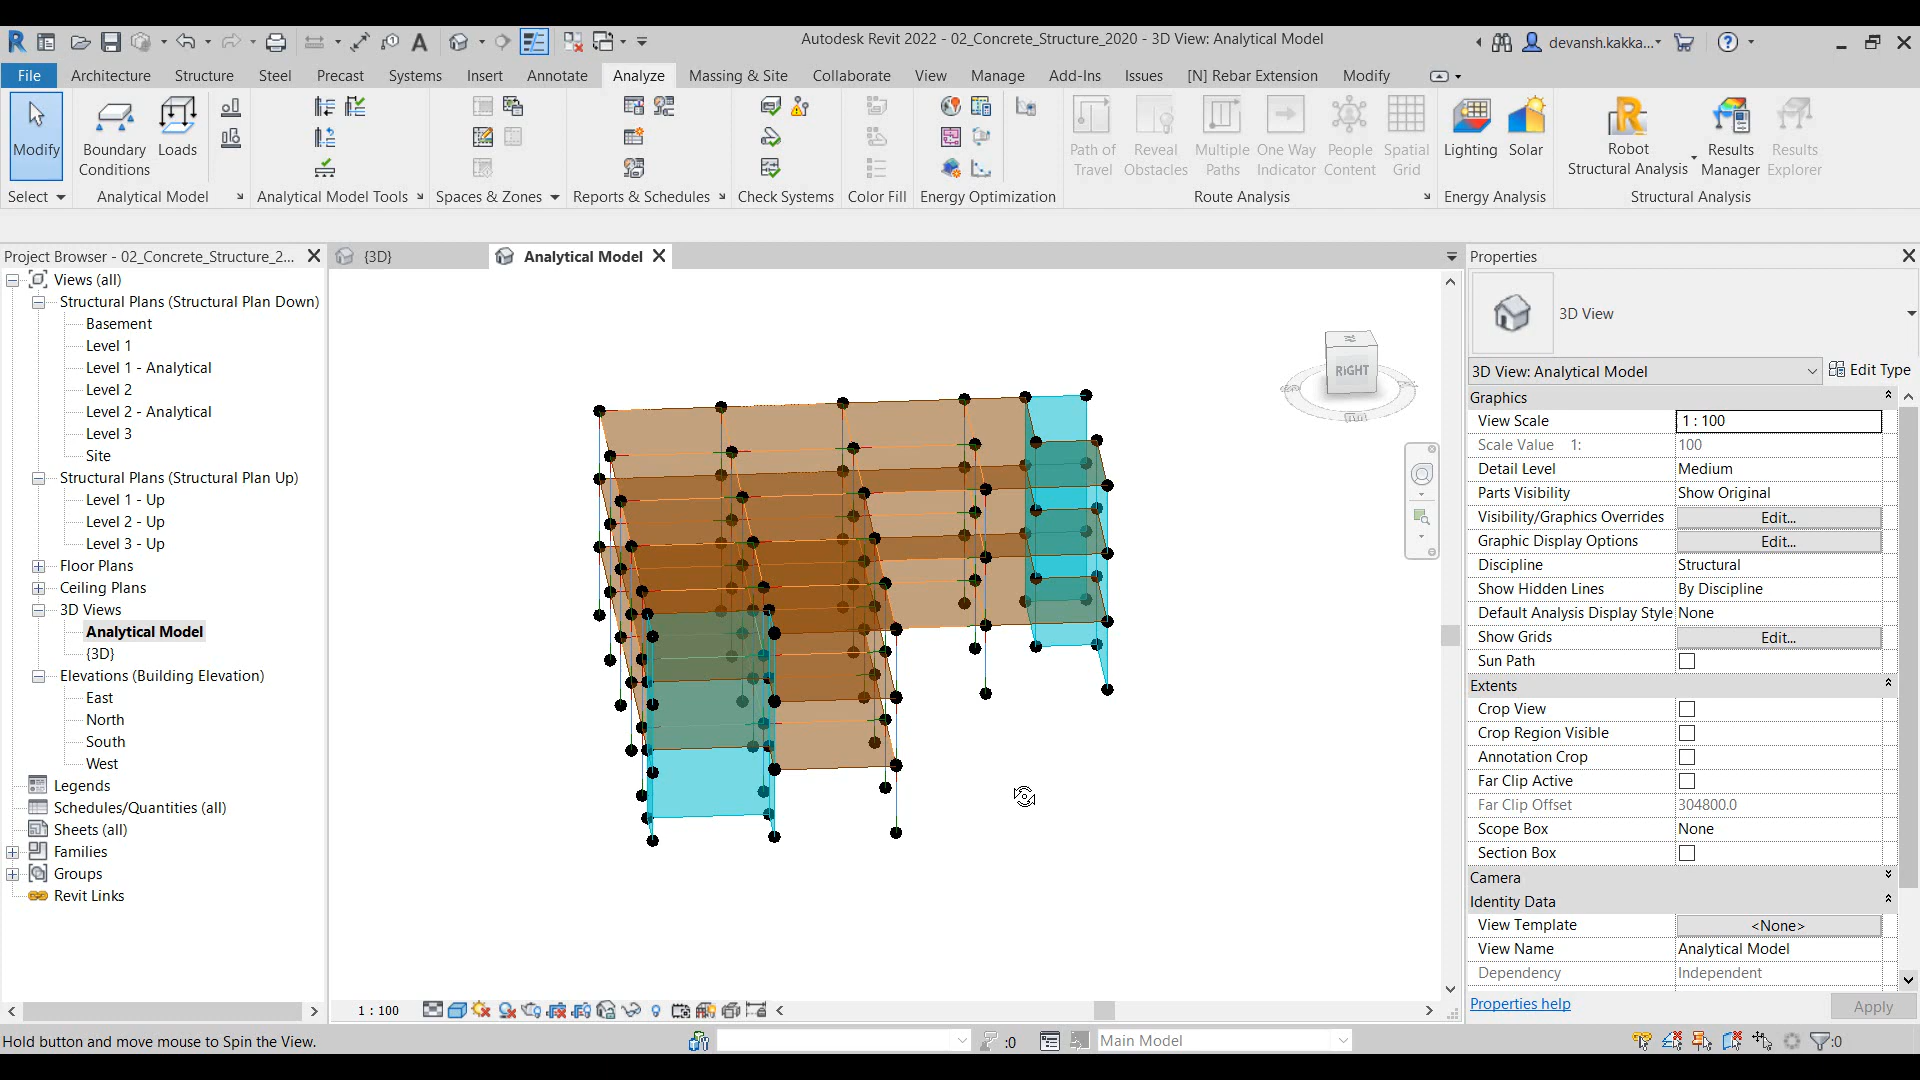 Autodesk Revit 2022 - 02_Concrete_Structure_2020 - 3D View: Analytical Model
devansh.kakka...
File Architecture Structure Steel Precast Systems Insert Annotate Analyze Massing & Site Collaborate View Manage Add-Ins Issues [N] Rebar Extension Modify
Modify
Boundary Conditions
Loads
Path of Travel
Reveal Obstacles
Multiple Paths
One Way Indicator
People Content
Spatial Grid
Lighting
Solar
Robot Structural Analysis
Results Manager
Results Explorer
Select
Analytical Model
Analytical Model Tools
Spaces & Zones
Reports & Schedules
Check Systems
Color Fill
Energy Optimization
Route Analysis
Energy Analysis
Structural Analysis
Project Browser - 02_Concrete_Structure_2...
Views (all)
Structural Plans (Structural Plan Down)
Basement
Level 1
Level 1 - Analytical
Level 2
Level 2 - Analytical
Level 3
Site
Structural Plans (Structural Plan Up)
Level 1 - Up
Level 2 - Up
Level 3 - Up
Floor Plans
Ceiling Plans
3D Views
Analytical Model
{3D}
Elevations (Building Elevation)
East
North
South
West
Legends
Schedules/Quantities (all)
Sheets (all)
Families
Groups
Revit Links
{3D}
Analytical Model
RIGHT
1 : 100
Properties
3D View
3D View: Analytical Model
Edit Type
Graphics
View Scale 1 : 100
Scale Value 1: 100
Detail Level Medium
Parts Visibility Show Original
Visibility/Graphics Overrides Edit...
Graphic Display Options Edit...
Discipline Structural
Show Hidden Lines By Discipline
Default Analysis Display Style None
Show Grids Edit...
Sun Path
Extents
Crop View
Crop Region Visible
Annotation Crop
Far Clip Active
Far Clip Offset 304800.0
Scope Box None
Section Box
Camera
Identity Data
View Template <None>
View Name Analytical Model
Dependency Independent
Properties help
Apply
Hold button and move mouse to Spin the View.
:0
Main Model
:0